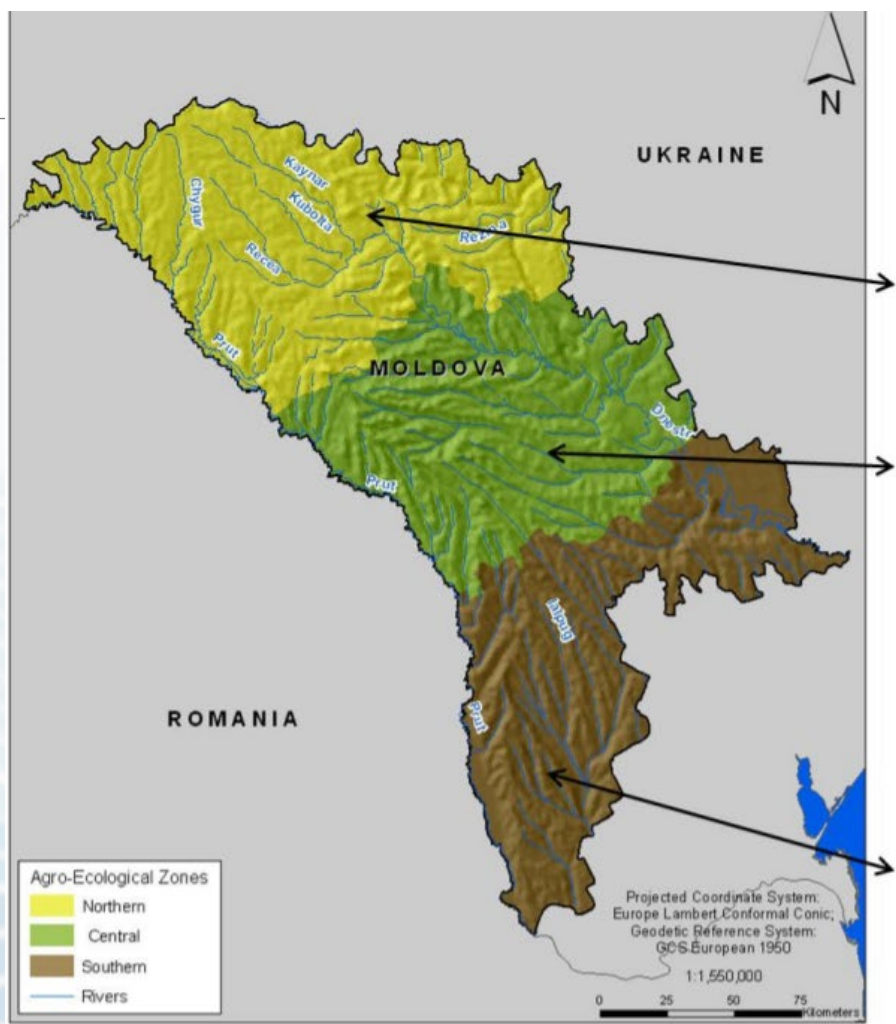 N
UKRAINE
Kaynar
Chygur
Kubolta
Rezina
Recea
Prut
MOLDOVA
Dnestr
Prut
Ialpug
ROMANIA
Prut
Agro-Ecological Zones
Northern
Central
Southern
Rivers
Projected Coordinate System:
Europe Lambert Conformal Conic;
Geodetic Reference System:
GCS European 1950
1:1,550,000
0 25 50 75
Kilometers